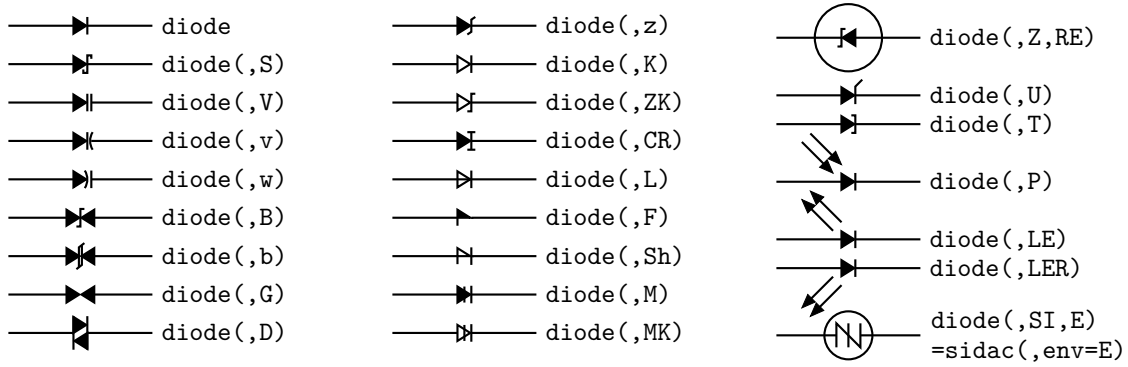 diode
diode(,S)
diode(,V)
diode(,v)
diode(,w)
diode(,B)
diode(,b)
diode(,G)
diode(,D)
diode(,z)
diode(,K)
diode(,ZK)
diode(,CR)
diode(,L)
diode(,F)
diode(,Sh)
diode(,M)
diode(,MK)
diode(,Z,RE)
diode(,U)
diode(,T)
diode(,P)
diode(,LE)
diode(,LER)
diode(,SI,E)
=sidac(,env=E)